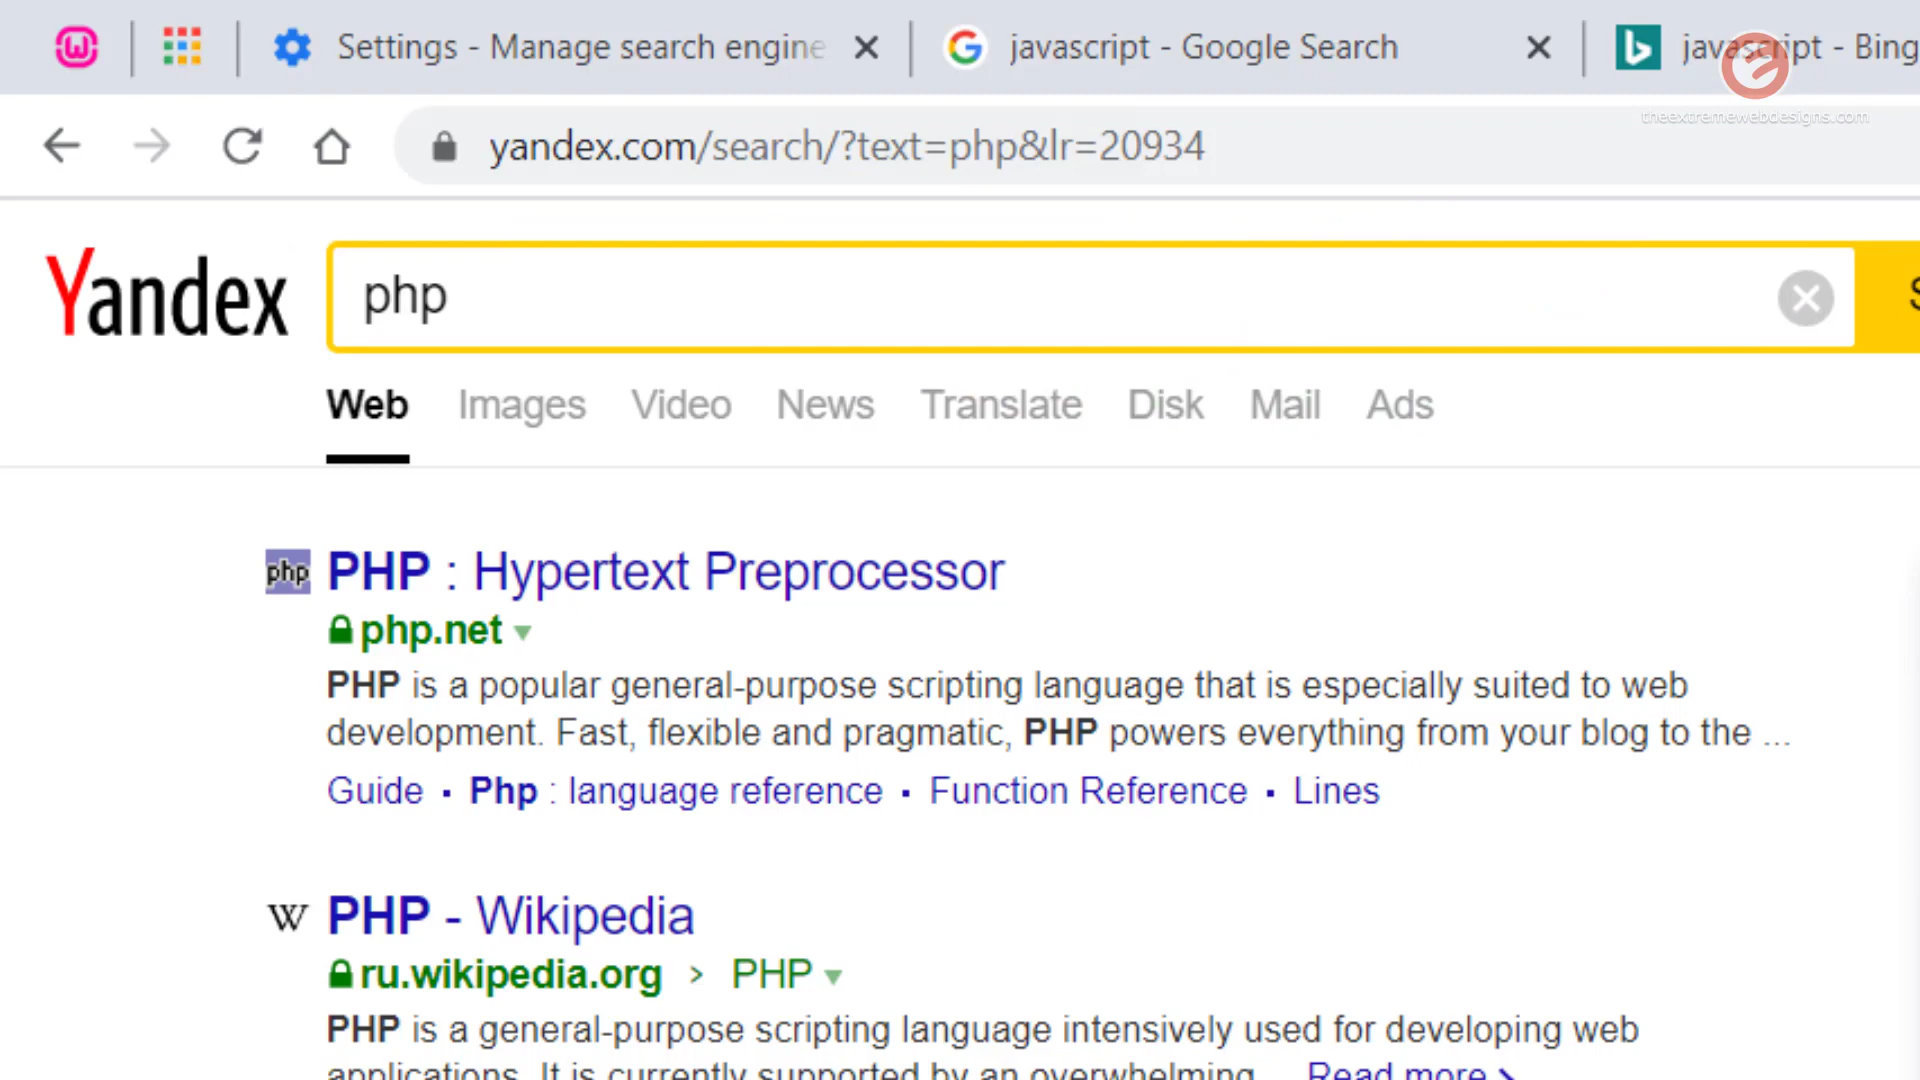 Settings - Manage search engine
javascript - Google Search
javascript - Bing
theextremewebdesigns.com
yandex.com/search/?text=php&lr=20934
Yandex
php
Web Images Video News Translate Disk Mail Ads
php PHP : Hypertext Preprocessor
php.net
PHP is a popular general-purpose scripting language that is especially suited to web
development. Fast, flexible and pragmatic, PHP powers everything from your blog to the ...
Guide · Php : language reference · Function Reference · Lines
W PHP - Wikipedia
ru.wikipedia.org › PHP
PHP is a general-purpose scripting language intensively used for developing web
applications. It is currently supported by an overwhelming... Read more >